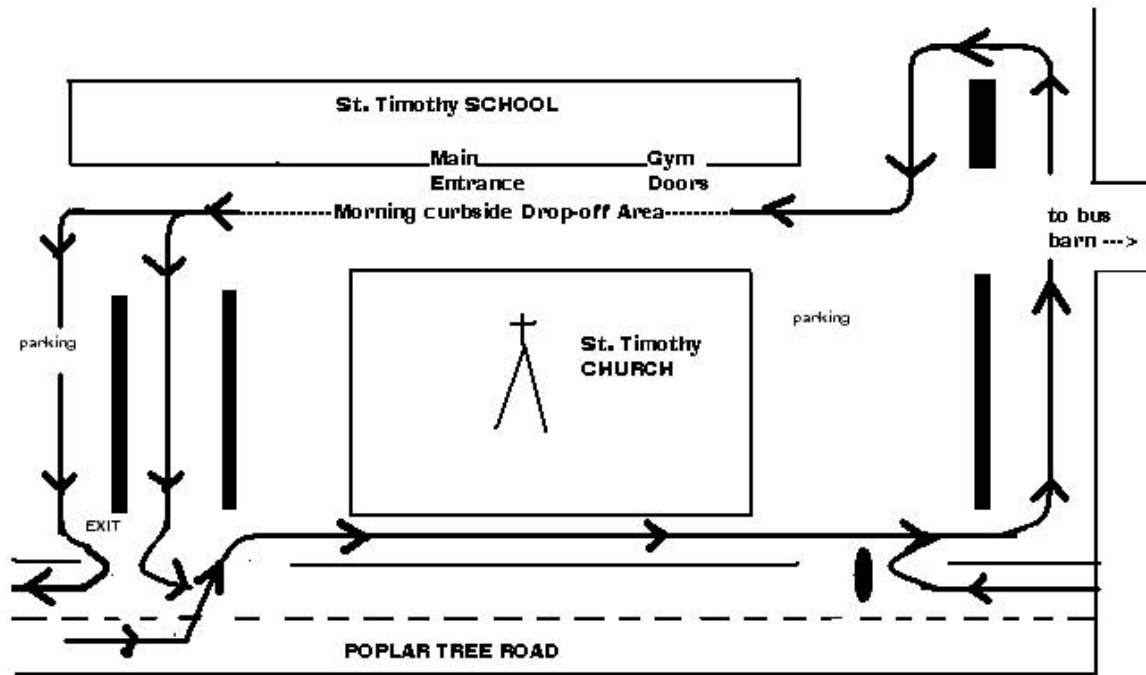 St. Timothy SCHOOL
Main Entrance
Gym Doors
Morning curbside Drop-off Area
to bus
barn --->
parking
parking
St. Timothy
CHURCH
EXIT
POPLAR TREE ROAD